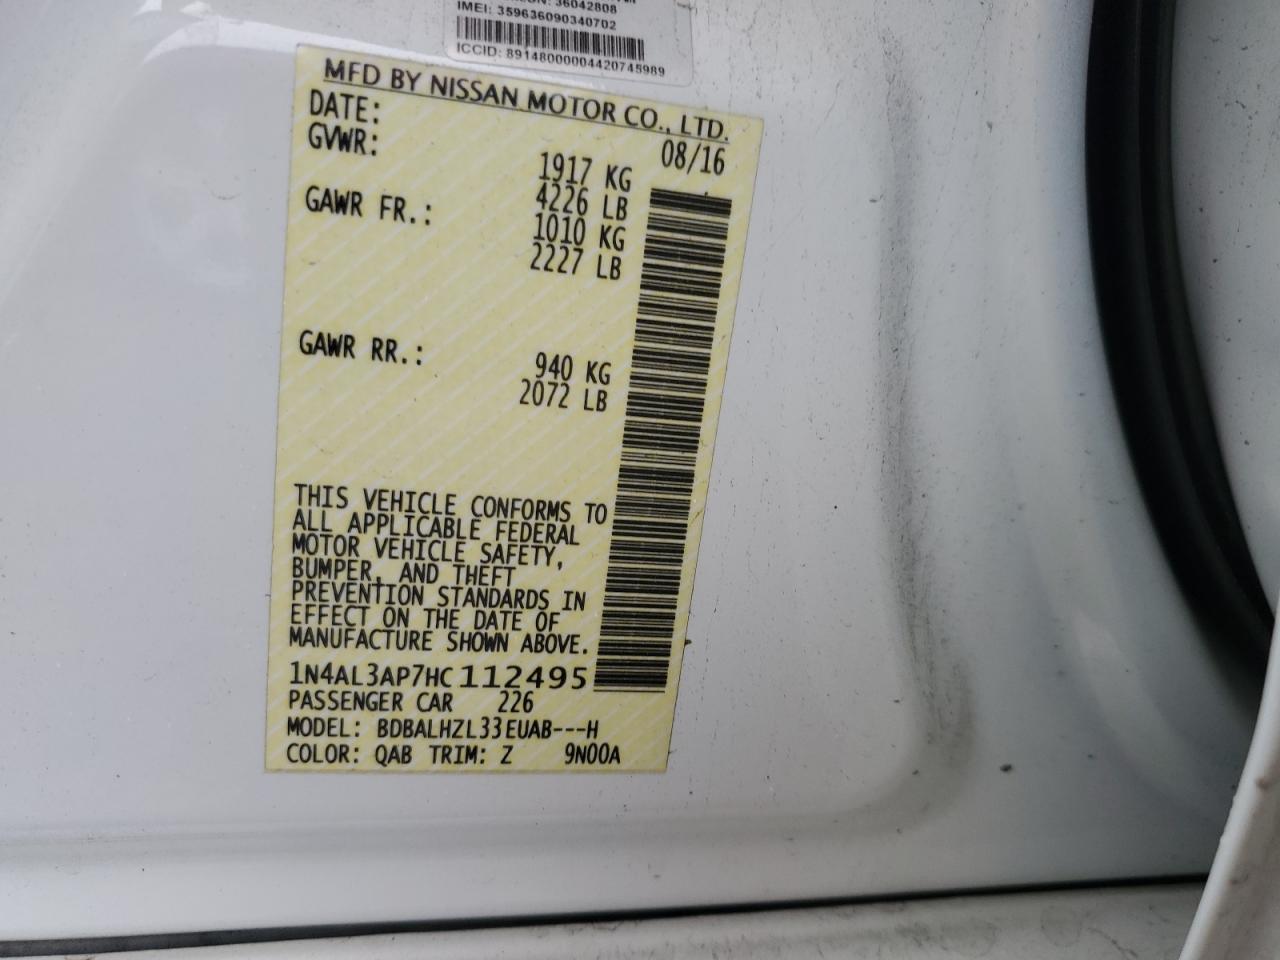 36042808
IMEI: 359636090340702
ICCID: 89148000004420745989
MFD BY NISSAN MOTOR CO., LTD.
DATE: 08/16
GVWR: 1917 KG
4226 LB
GAWR FR.: 1010 KG
2227 LB
GAWR RR.: 940 KG
2072 LB
THIS VEHICLE CONFORMS TO
ALL APPLICABLE FEDERAL
MOTOR VEHICLE SAFETY,
BUMPER, AND THEFT
PREVENTION STANDARDS IN
EFFECT ON THE DATE OF
MANUFACTURE SHOWN ABOVE.
1N4AL3AP7HC112495
PASSENGER CAR 226
MODEL: BDBALHZL33EUAB---H
COLOR: QAB TRIM: Z 9N00A